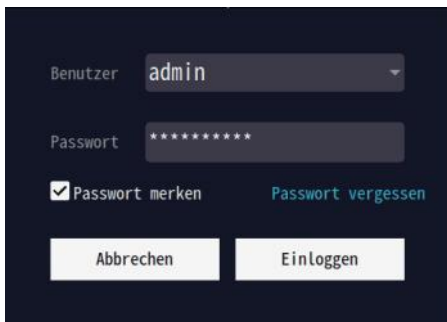 Benutzer admin
Passwort **********
Passwort merken Passwort vergessen
Abbrechen Einloggen